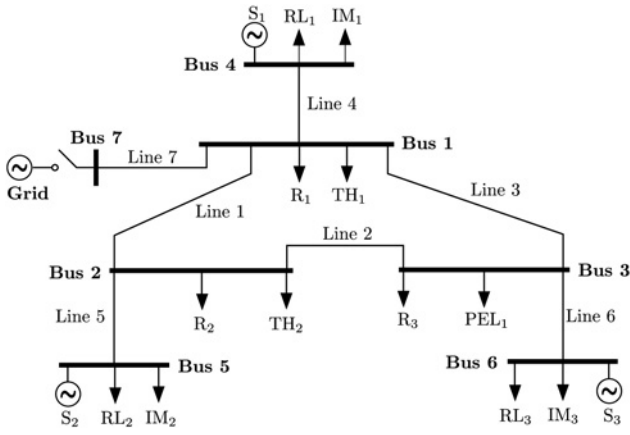 S₁ RL₁ IM₁
Bus 4
Line 4
Bus 7 Bus 1
Line 7
Grid
R₁ TH₁
Line 3
Line 1
Line 2
Bus 2 Bus 3
Line 5 R₂ TH₂ R₃ PEL₁ Line 6
Bus 5 Bus 6
S₂ RL₂ IM₂ RL₃ IM₃ S₃